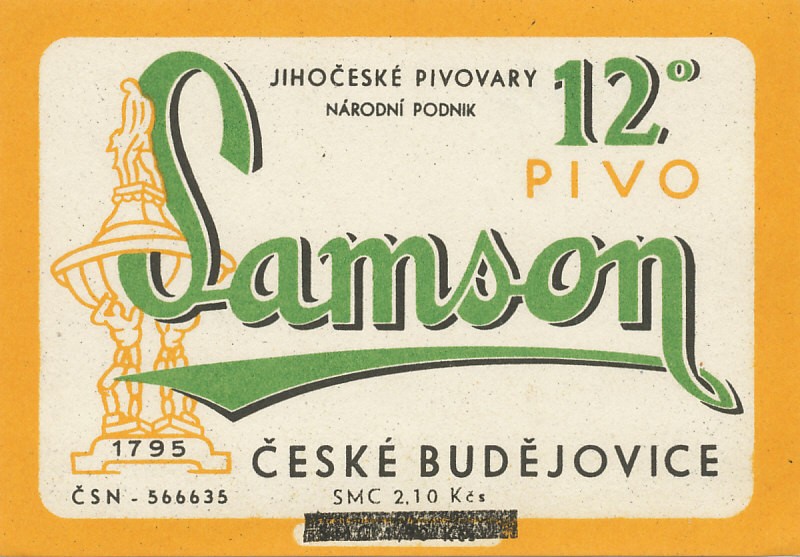 JIHOČESKÉ PIVOVARY
NÁRODNÍ PODNIK
12°
PIVO
Samson
1795
ČESKÉ BUDĚJOVICE
ČSN - 566635
SMC 2,10 Kčs